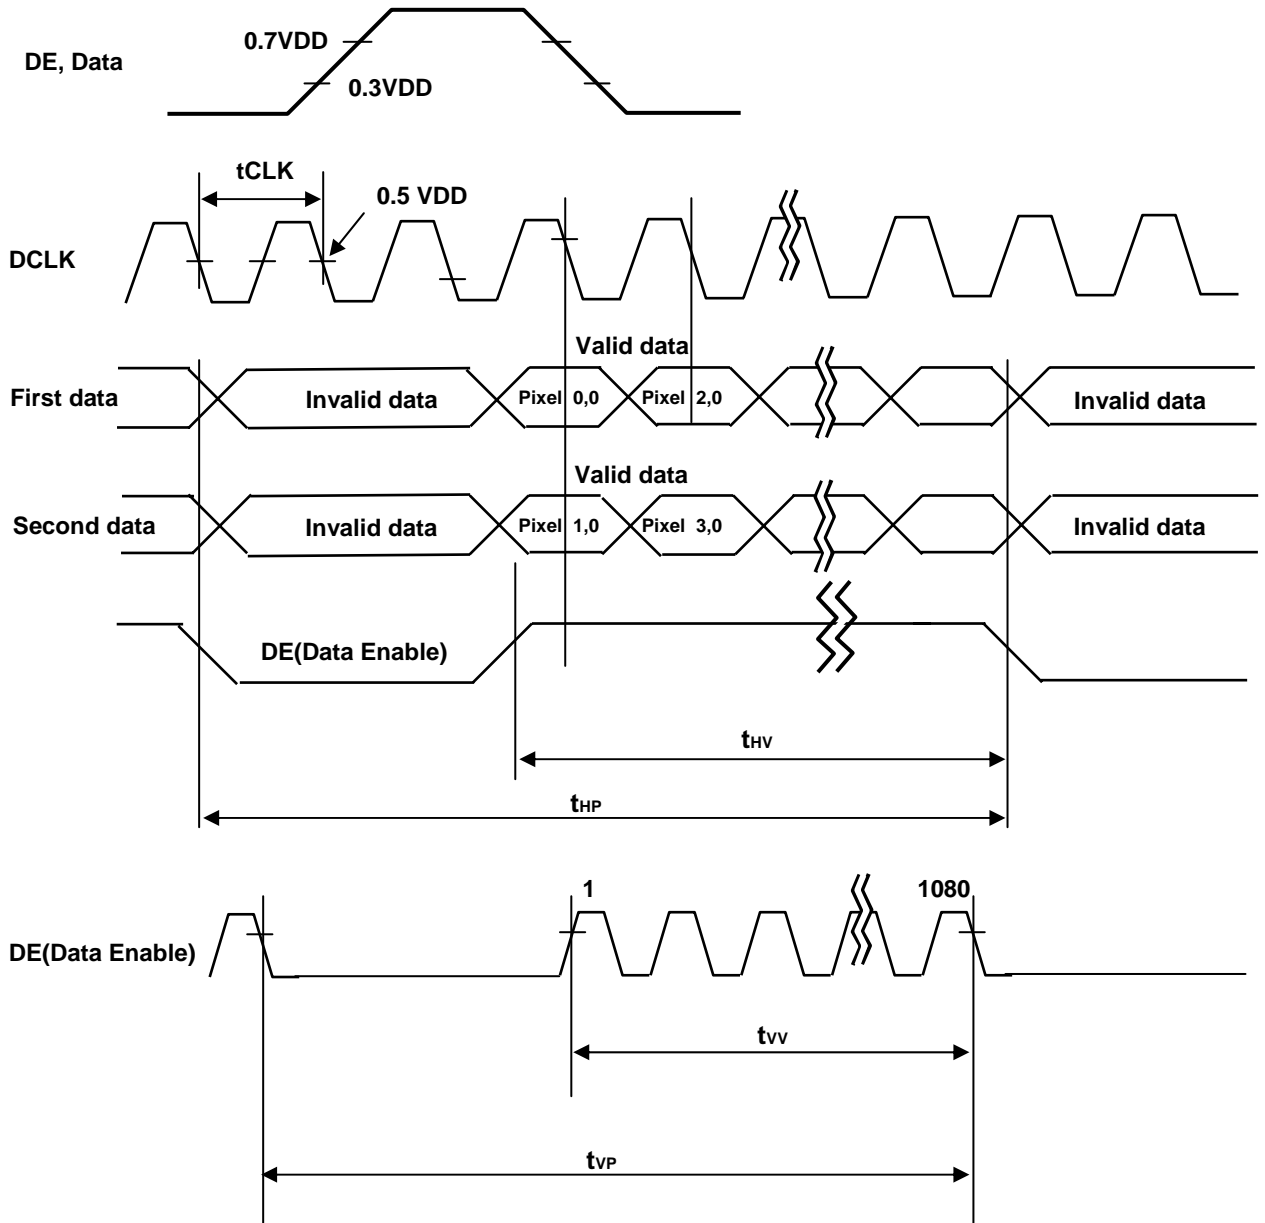 0.7VDD
DE, Data
0.3VDD
tCLK
0.5 VDD
DCLK
Valid data
First data
Invalid data
Pixel 0,0
Pixel 2,0
Invalid data
Valid data
Second data
Invalid data
Pixel 1,0
Pixel 3,0
Invalid data
DE(Data Enable)
tHV
tHP
1
1080
DE(Data Enable)
tVV
tVP